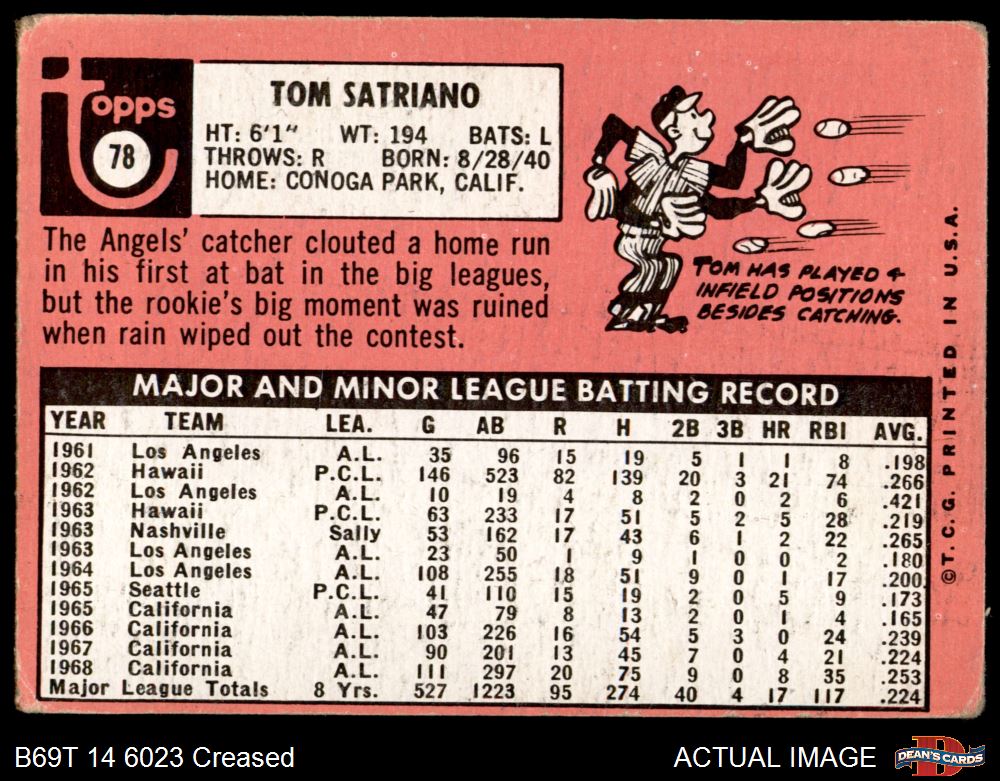 Topps
78
TOM SATRIANO
HT: 6'1" WT: 194 BATS: L
THROWS: R BORN: 8/28/40
HOME: CONOGA PARK, CALIF.
The Angels' catcher clouted a home run
in his first at bat in the big leagues,
but the rookie's big moment was ruined
when rain wiped out the contest.
TOM HAS PLAYED 4
INFIELD POSITIONS
BESIDES CATCHING.
©T.C.G. PRINTED IN U.S.A.
MAJOR AND MINOR LEAGUE BATTING RECORD
YEAR TEAM LEA. G AB R H 2B 3B HR RBI AVG.
1961 Los Angeles A.L. 35 96 15 19 5 1 1 8 .198
1962 Hawaii P.C.L. 146 523 82 139 20 3 21 74 .266
1962 Los Angeles A.L. 10 19 4 8 2 0 2 6 .421
1963 Hawaii P.C.L. 63 233 17 51 5 2 5 28 .219
1963 Nashville Sally 53 162 17 43 6 1 2 22 .265
1963 Los Angeles A.L. 23 50 1 9 1 0 0 2 .180
1964 Los Angeles A.L. 108 255 18 51 9 0 1 17 .200
1965 Seattle P.C.L. 41 110 15 19 2 0 5 9 .173
1965 California A.L. 47 79 8 13 2 0 1 4 .165
1966 California A.L. 103 226 16 54 5 3 0 24 .239
1967 California A.L. 90 201 13 45 7 0 4 21 .224
1968 California A.L. 111 297 20 75 9 0 8 35 .253
Major League Totals 8 Yrs. 527 1223 95 274 40 4 17 117 .224
B69T 14 6023 Creased
ACTUAL IMAGE
D
DEAN'S CARDS